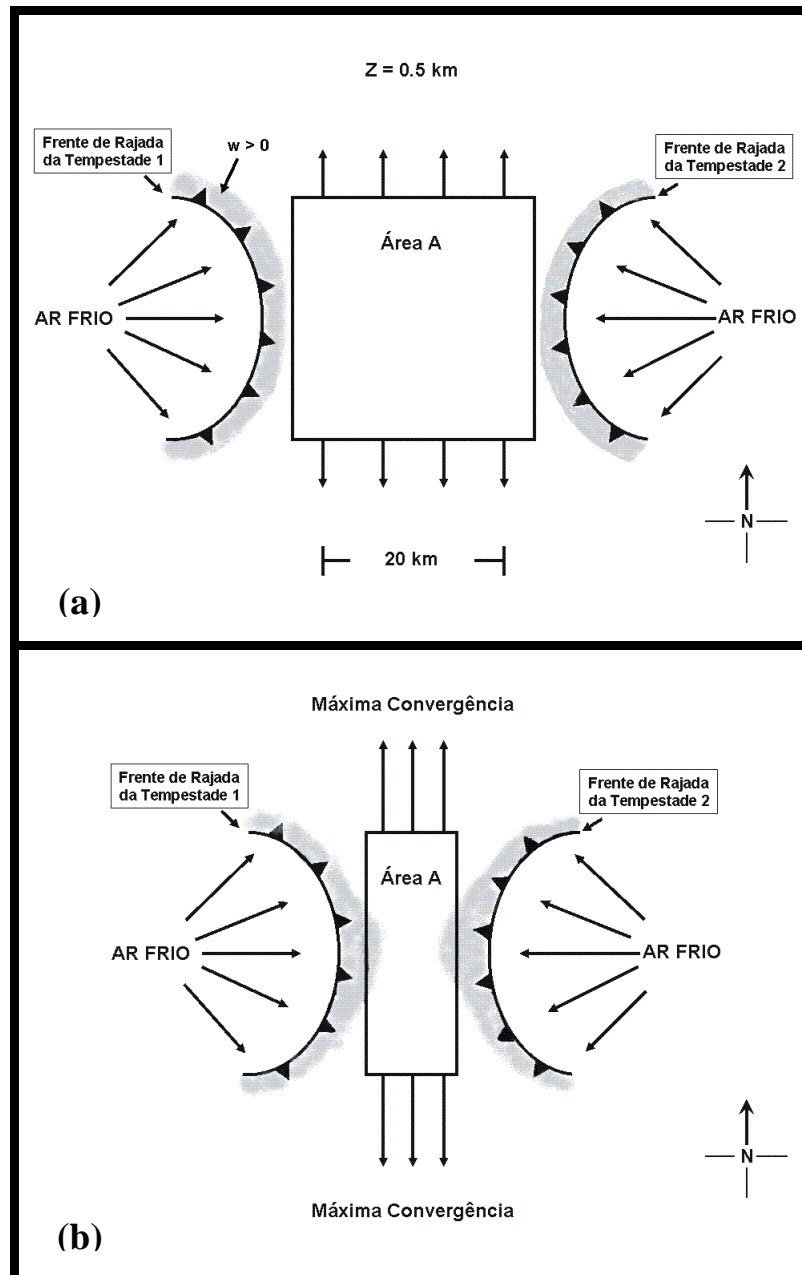 Z = 0.5 km
Frente de Rajada
da Tempestade 1
w > 0
Frente de Rajada
da Tempestade 2
Área A
AR FRIO
AR FRIO
N
20 km
(a)
Máxima Convergência
Frente de Rajada
da Tempestade 1
Frente de Rajada
da Tempestade 2
Área A
AR FRIO
AR FRIO
N
Máxima Convergência
(b)